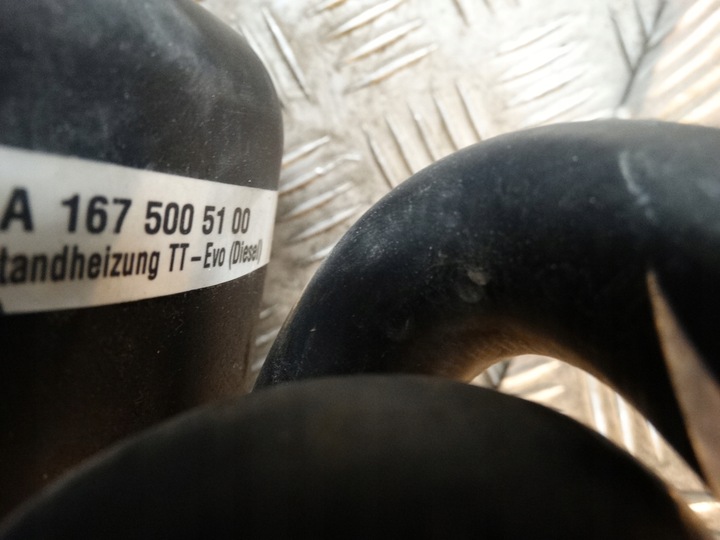 A 167 500 51 00
tandheizung TT-Evo (Diesel)